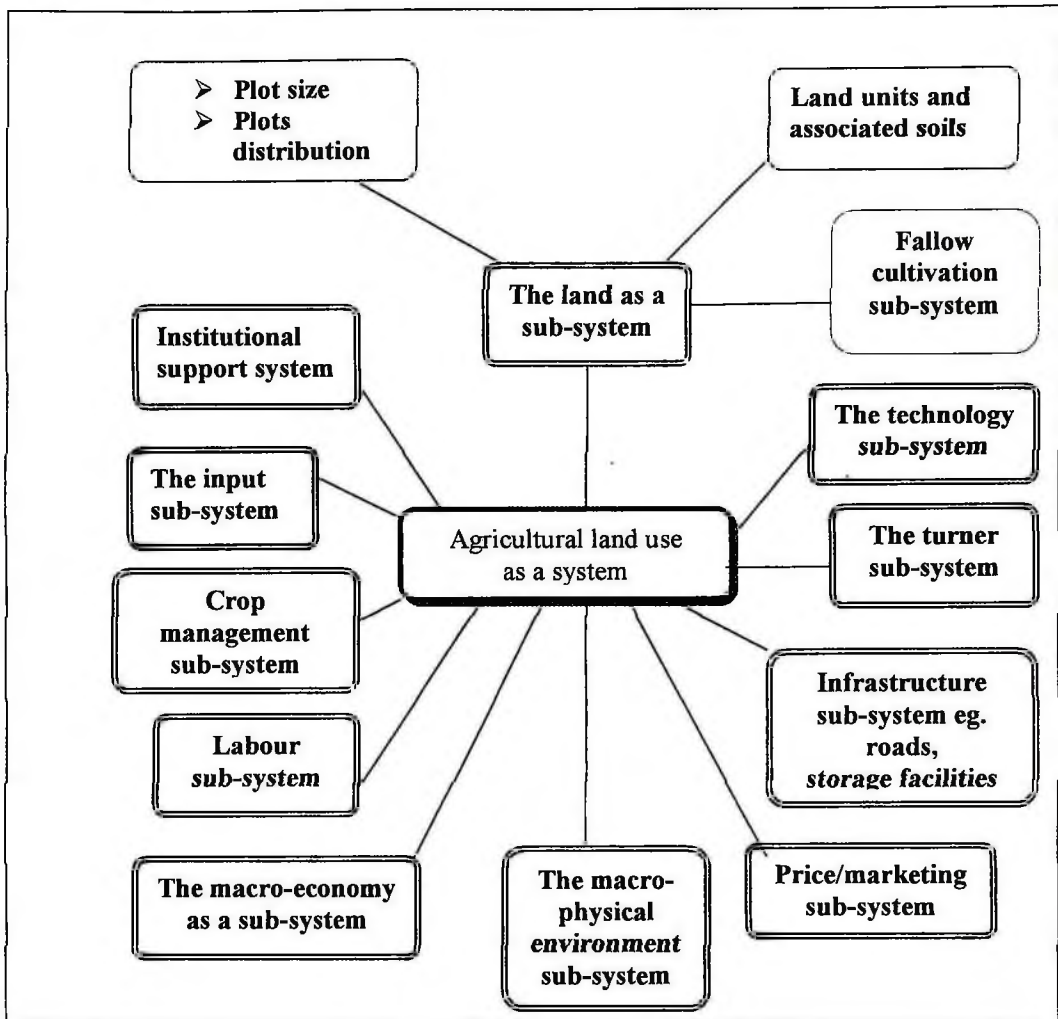 ➢ Plot size
➢ Plots
distribution
Land units and
associated soils
Fallow
cultivation
sub-system
The land as a
sub-system
Institutional
support system
The technology
sub-system
The input
sub-system
Agricultural land use
as a system
The turner
sub-system
Crop
management
sub-system
Infrastructure
sub-system eg.
roads,
storage facilities
Labour
sub-system
The macro-economy
as a sub-system
The macro-
physical
environment
sub-system
Price/marketing
sub-system